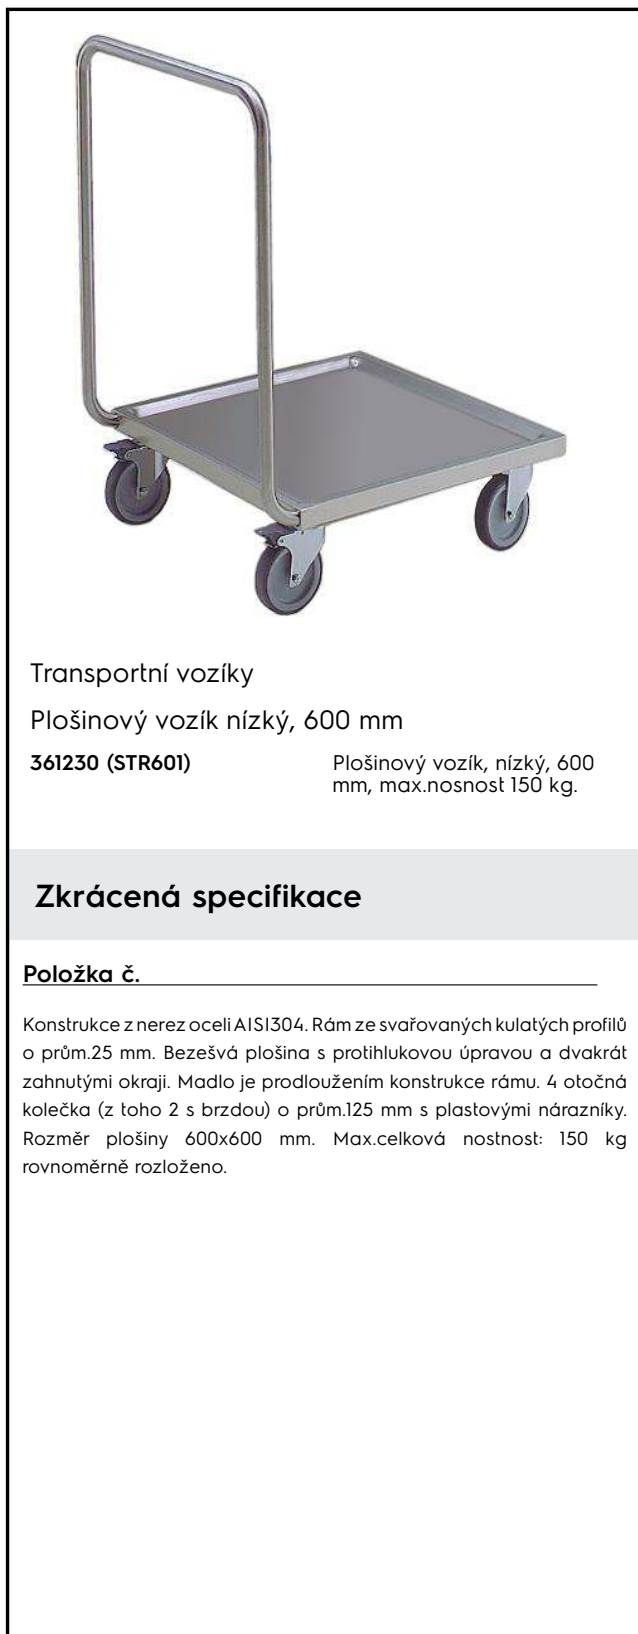 Transportní vozíky
Plošinový vozík nízký, 600 mm
361230 (STR601)
Plošinový vozík, nízký, 600
mm, max.nosnost 150 kg.
Zkrácená specifikace
Položka č.
Konstrukce z nerez oceli AISI304. Rám ze svařovaných kulatých profilů
o prům.25 mm. Bezešvá plošina s protihlukovou úpravou a dvakrát
zahnutými okraji. Madlo je prodloužením konstrukce rámu. 4 otočná
kolečka (z toho 2 s brzdou) o prům.125 mm s plastovými nárazníky.
Rozměr plošiny 600x600 mm. Max.celková nostnost: 150 kg
rovnoměrně rozloženo.